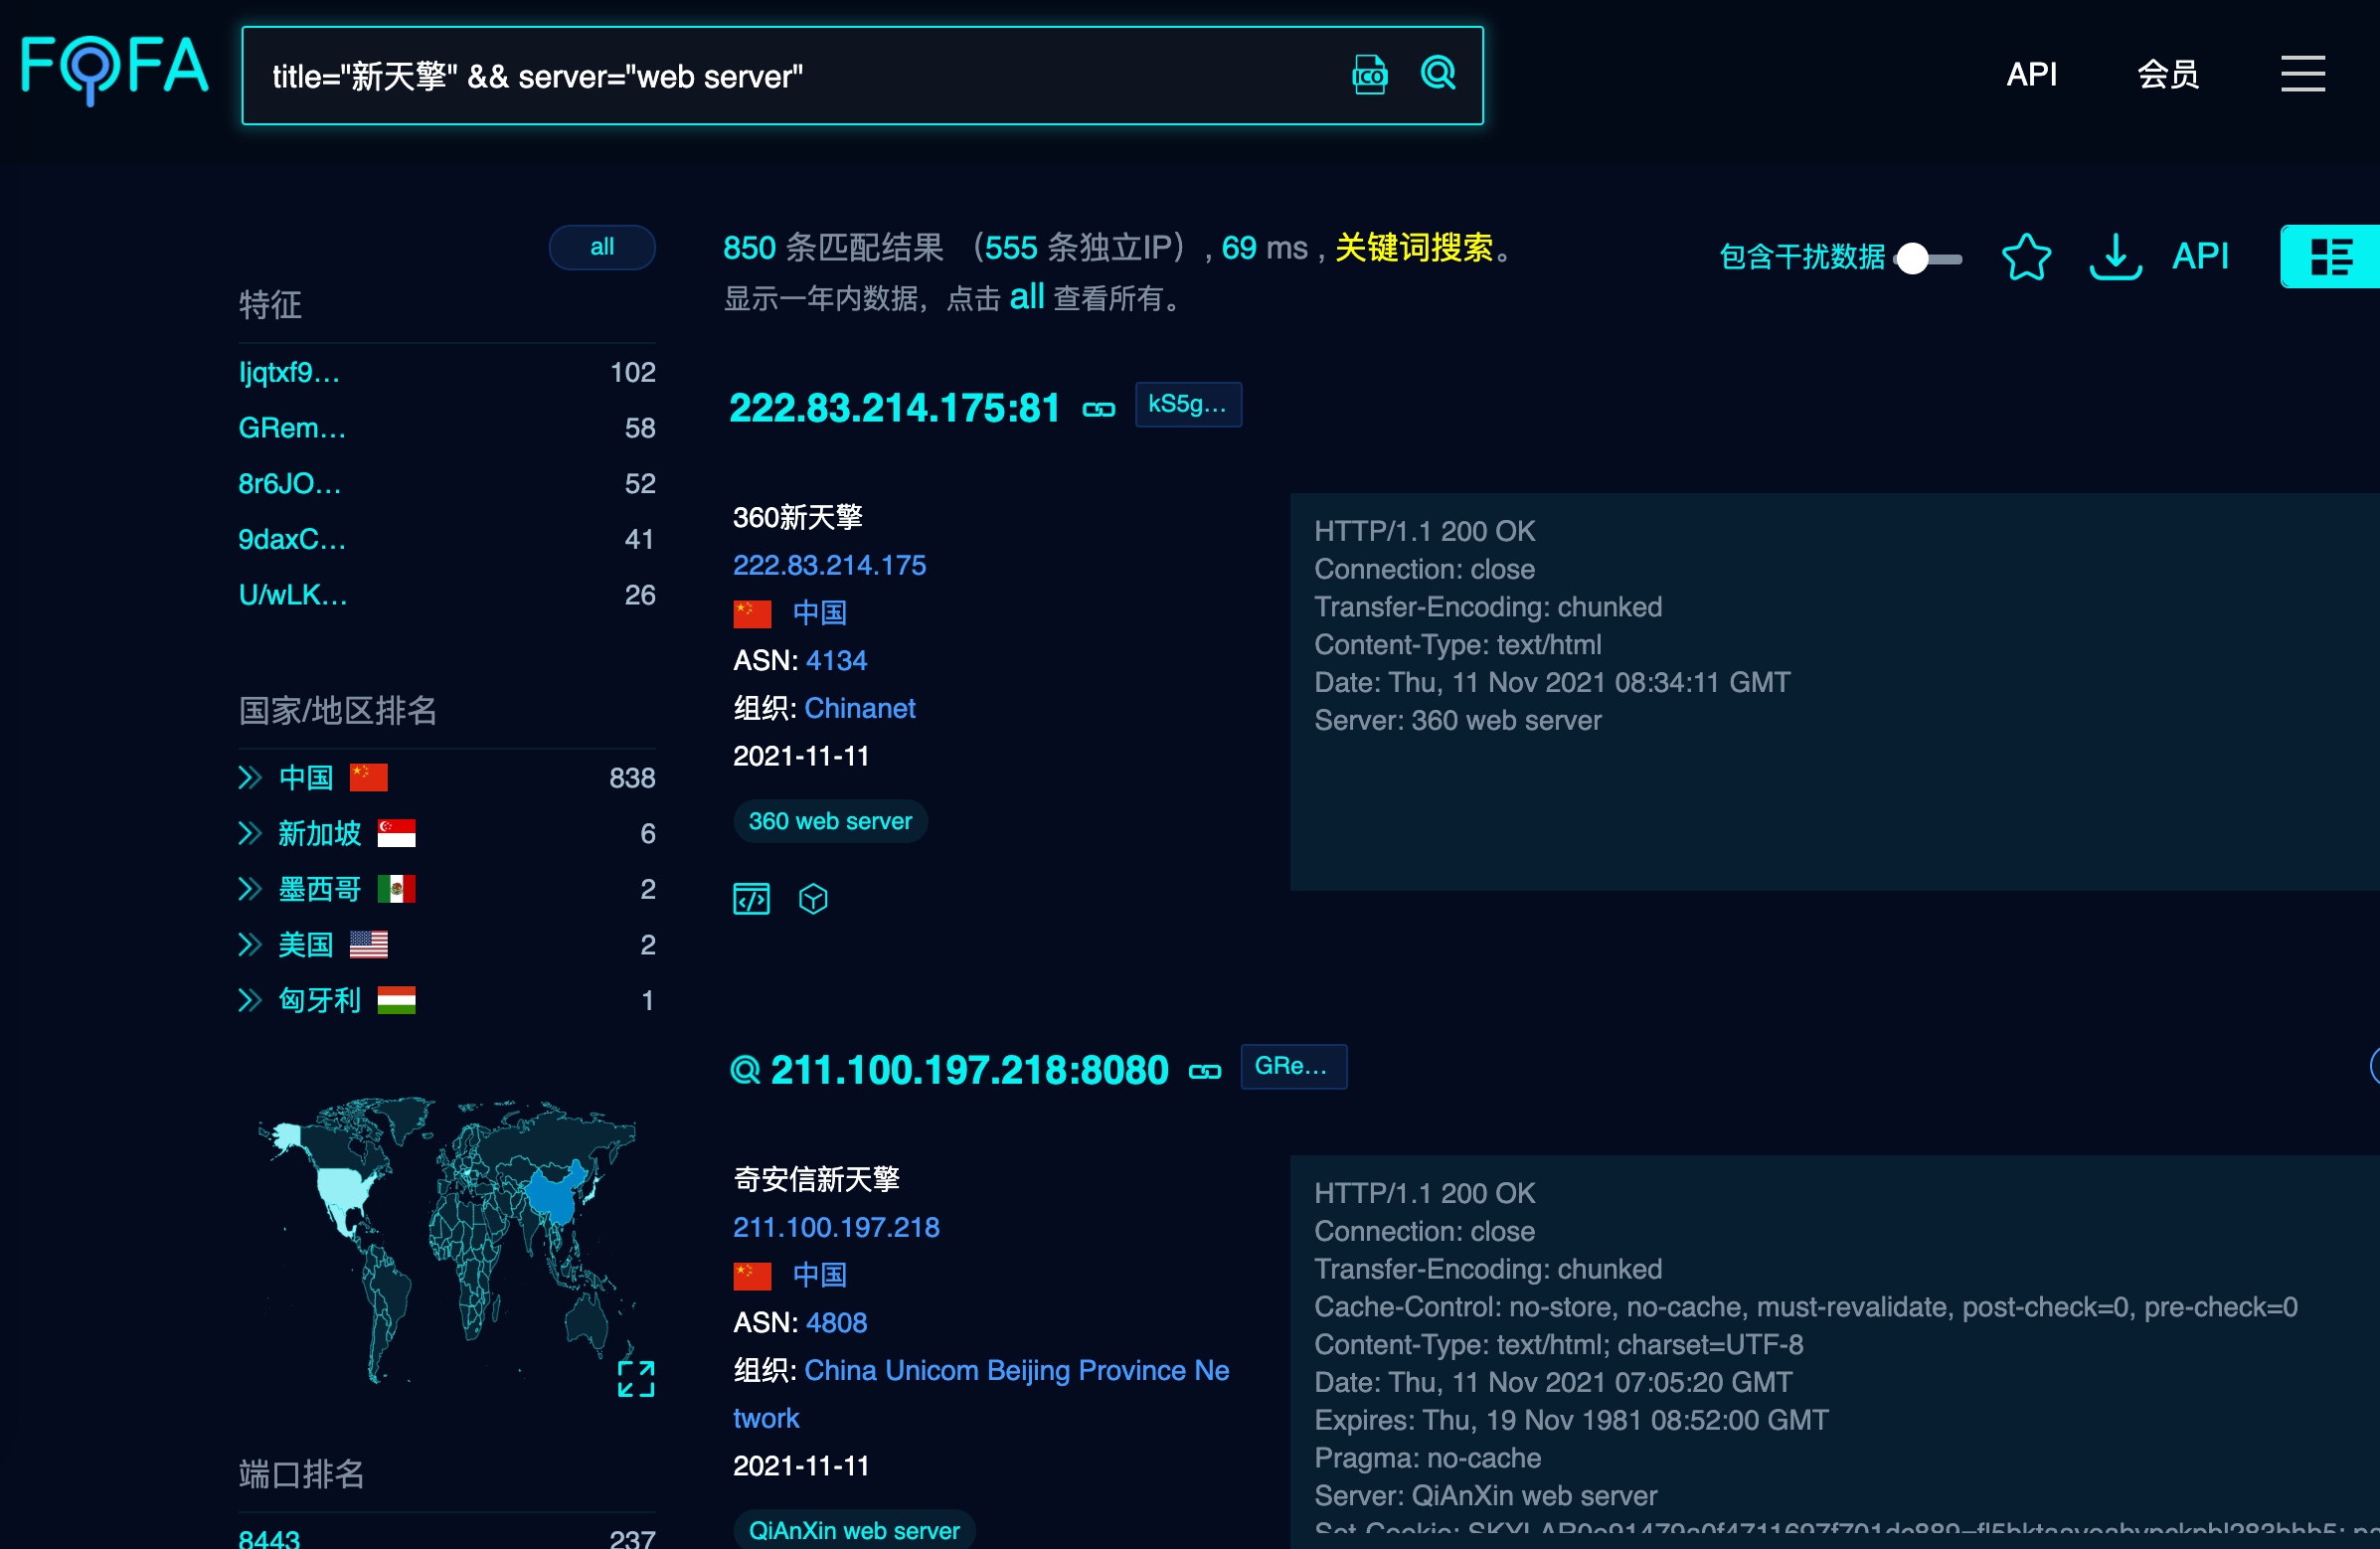 FOFA
title="新天擎" && server="web server"
ICO
API
会员
all
特征
ljqtxf9...
102
GRem...
58
8r6JO...
52
9daxC...
41
U/wLK...
26
国家/地区排名
中国
838
新加坡
6
墨西哥
2
美国
2
匈牙利
1
端口排名
8443
237
850 条匹配结果 （555 条独立IP）, 69 ms , 关键词搜索。
显示一年内数据，点击 all 查看所有。
包含干扰数据
API
222.83.214.175:81
kS5g...
360新天擎
222.83.214.175
中国
ASN: 4134
组织: Chinanet
2021-11-11
360 web server
HTTP/1.1 200 OK
Connection: close
Transfer-Encoding: chunked
Content-Type: text/html
Date: Thu, 11 Nov 2021 08:34:11 GMT
Server: 360 web server
211.100.197.218:8080
GRe...
奇安信新天擎
211.100.197.218
中国
ASN: 4808
组织: China Unicom Beijing Province Ne
twork
2021-11-11
QiAnXin web server
HTTP/1.1 200 OK
Connection: close
Transfer-Encoding: chunked
Cache-Control: no-store, no-cache, must-revalidate, post-check=0, pre-check=0
Content-Type: text/html; charset=UTF-8
Date: Thu, 11 Nov 2021 07:05:20 GMT
Expires: Thu, 19 Nov 1981 08:52:00 GMT
Pragma: no-cache
Server: QiAnXin web server
Set-Cookie: